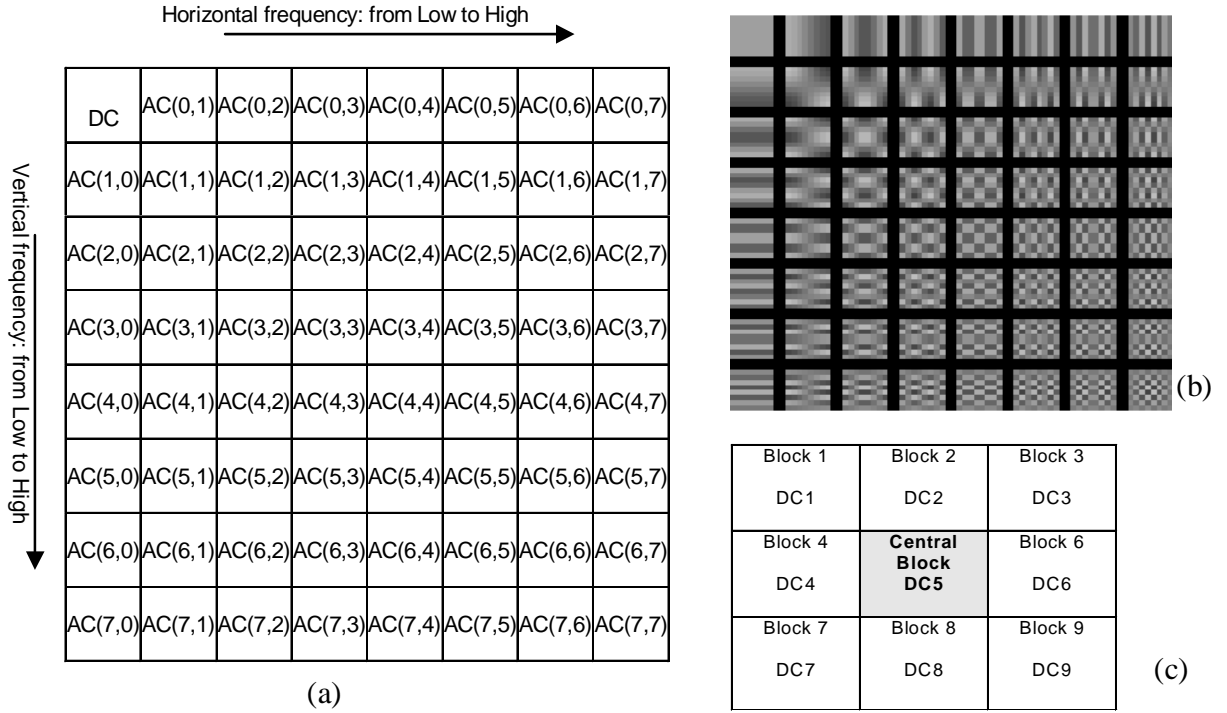 Horizontal frequency: from Low to High
Vertical frequency: from Low to High
DC AC(0,1) AC(0,2) AC(0,3) AC(0,4) AC(0,5) AC(0,6) AC(0,7)
AC(1,0) AC(1,1) AC(1,2) AC(1,3) AC(1,4) AC(1,5) AC(1,6) AC(1,7)
AC(2,0) AC(2,1) AC(2,2) AC(2,3) AC(2,4) AC(2,5) AC(2,6) AC(2,7)
AC(3,0) AC(3,1) AC(3,2) AC(3,3) AC(3,4) AC(3,5) AC(3,6) AC(3,7)
AC(4,0) AC(4,1) AC(4,2) AC(4,3) AC(4,4) AC(4,5) AC(4,6) AC(4,7)
AC(5,0) AC(5,1) AC(5,2) AC(5,3) AC(5,4) AC(5,5) AC(5,6) AC(5,7)
AC(6,0) AC(6,1) AC(6,2) AC(6,3) AC(6,4) AC(6,5) AC(6,6) AC(6,7)
AC(7,0) AC(7,1) AC(7,2) AC(7,3) AC(7,4) AC(7,5) AC(7,6) AC(7,7)
(a)
(b)
Block 1 Block 2 Block 3
DC1 DC2 DC3
Block 4 Central Block 6
Block
DC4 DC5 DC6
Block 7 Block 8 Block 9
DC7 DC8 DC9
(c)